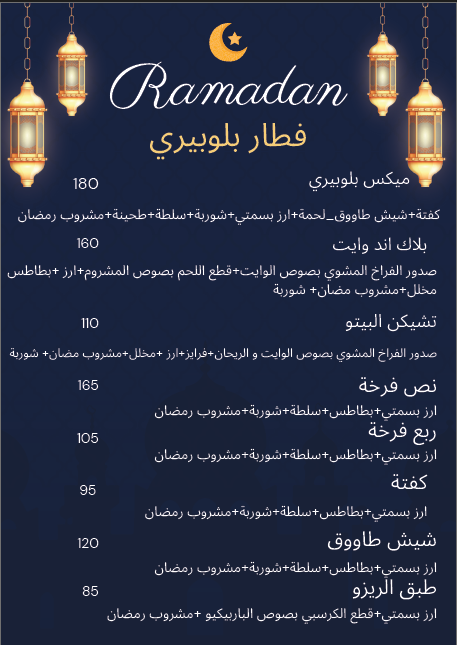 Ramadan
فطار بلوبيري
ميكس بلوبيري 180
كفتة+شيش طاووق_لحمة+ارز بسمتي+شوربة+سلطة+طحينة+مشروب رمضان
بلاك اند وايت 160
صدور الفراخ المشوي بصوص الوايت+قطع اللحم بصوص المشروم+ارز +بطاطس
مخلل+مشروب مضان+ شوربة
تشيكن البيتو 110
صدور الفراخ المشوي بصوص الوايت و الريحان+فرايز+ارز +مخلل+مشروب مضان+ شوربة
نص فرخة 165
ارز بسمتي+بطاطس+سلطة+شوربة+مشروب رمضان
ربع فرخة 105
ارز بسمتي+بطاطس+سلطة+شوربة+مشروب رمضان
كفتة 95
ارز بسمتي+بطاطس+سلطة+شوربة+مشروب رمضان
شيش طاووق 120
ارز بسمتي+بطاطس+سلطة+شوربة+مشروب رمضان
طبق الريزو 85
ارز بسمتي+قطع الكرسبي بصوص الباربيكيو +مشروب رمضان